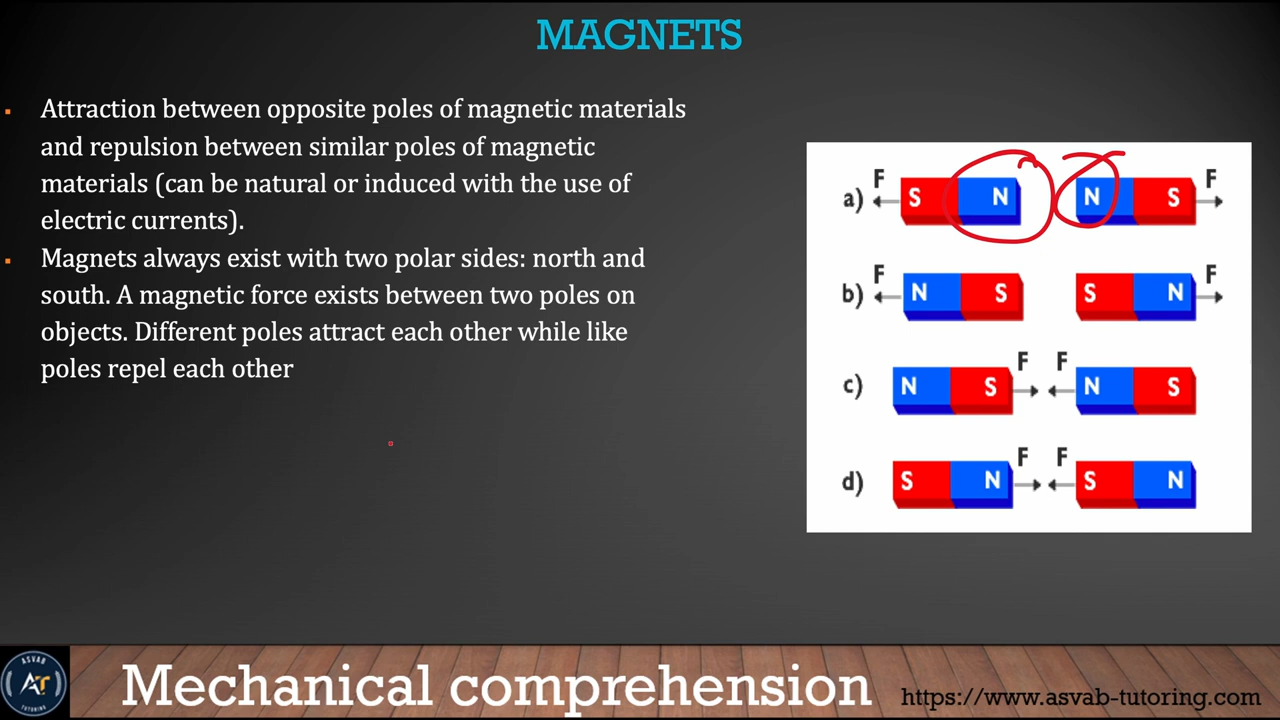 MAGNETS
▪ Attraction between opposite poles of magnetic materials
and repulsion between similar poles of magnetic
materials (can be natural or induced with the use of
electric currents).
▪ Magnets always exist with two polar sides: north and
south. A magnetic force exists between two poles on
objects. Different poles attract each other while like
poles repel each other
a) F S N N S F
b) F N S S N F
c) N S F F N S
d) S N F F S N
ASVAB
AT
TUTORING
Mechanical comprehension
https://www.asvab-tutoring.com